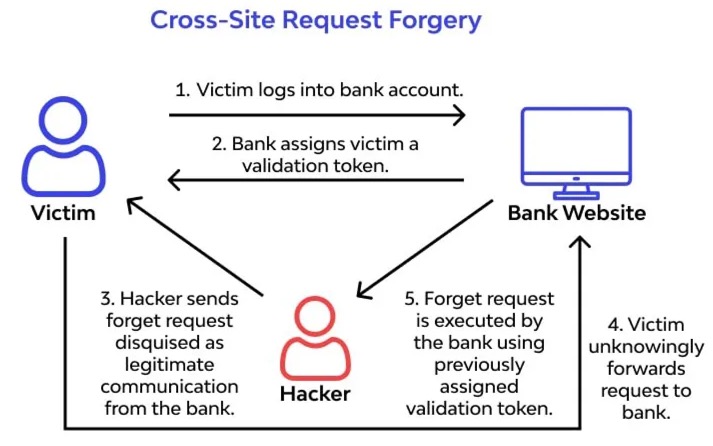 Cross-Site Request Forgery
1. Victim logs into bank account.
2. Bank assigns victim a
validation token.
Victim
Bank Website
3. Hacker sends
forget request
disquised as
legitimate
communication
from the bank.
Hacker
5. Forget request
is executed by
the bank using
previously
assigned
validation token.
4. Victim
unknowingly
forwards
request to
bank.